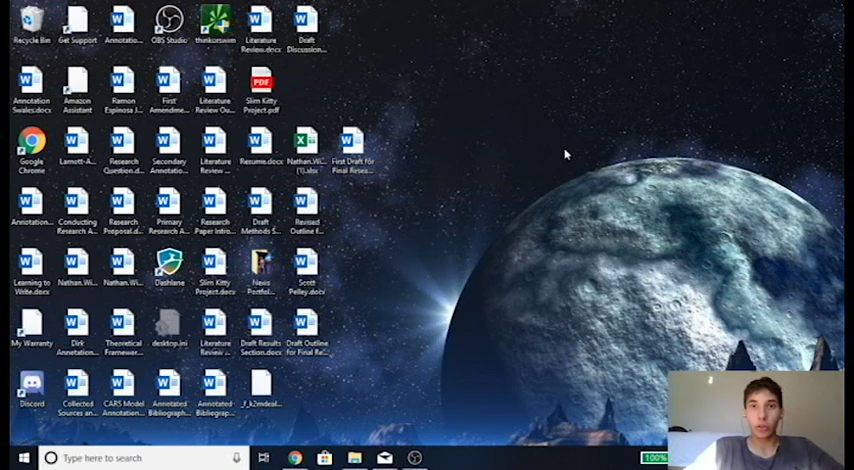 Recycle Bin
Get Support
Annotatio...
OBS Studio
thinkorswim
Literature
Review.docx
Draft
Discussion...
Annotation
Swales.docx
Amazon
Assistant
Ramon
Espinosa J...
First
Amendme...
Literature
Review Ou...
PDF
Slim Kitty
Project.pdf
Google
Chrome
Lamott-A...
Research
Question.d...
Secondary
Annotatio...
Literature
Review ...
Resume.docx
Nathan.Wi...
(1).xlsx
First Draft for
Final Resea...
Annotatio...
Conducting
Research A...
Research
Proposal.d...
Primary
Research A...
Research
Paper Intro...
Draft
Methods S...
Revised
Outline f...
Learning to
Write.docx
Nathan.Wi...
Nathan.Wi...
Dashlane
Slim Kitty
Project.docx
News
Portfol...
Scott
Pelley.docx
My Warranty
Dirk
Annotation...
Theoretical
Framewor...
desktop.ini
Literature
Review ...
Draft Results
Section.docx
Draft Outline
for Final Re...
Discord
Collected
Sources an...
CARS Model
Annotation...
Annotated
Bibliograph...
Annotated
Bibliograp...
Type here to search
100%